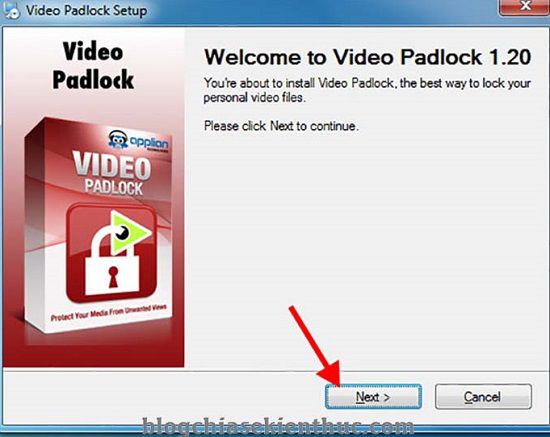 Video Padlock Setup
Video
Padlock
applian
VIDEO
PADLOCK
Protect Your Media From Unwanted Views
Welcome to Video Padlock 1.20
You're about to install Video Padlock, the best way to lock your
personal video files.
Please click Next to continue.
Next >
Cancel
blogchiasekienthuc.com